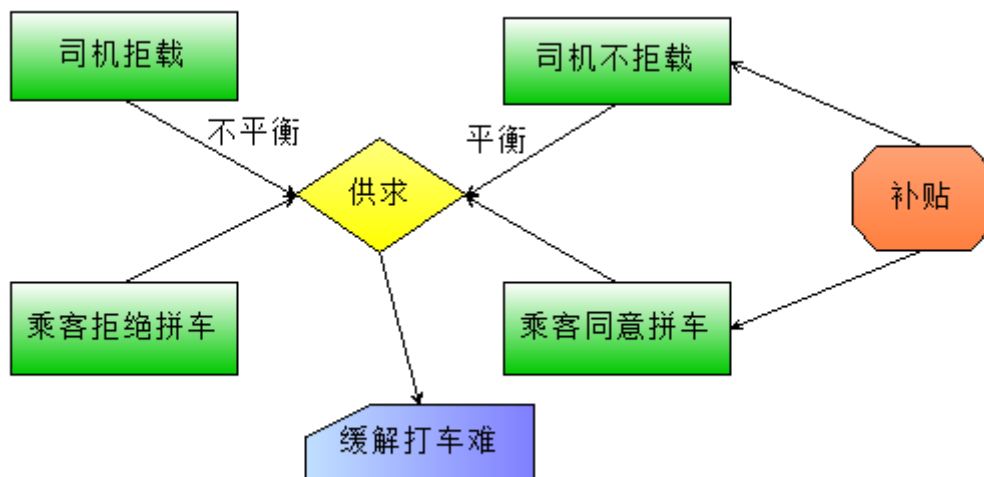 司机拒载
司机不拒载
不平衡
平衡
供求
补贴
乘客拒绝拼车
乘客同意拼车
缓解打车难